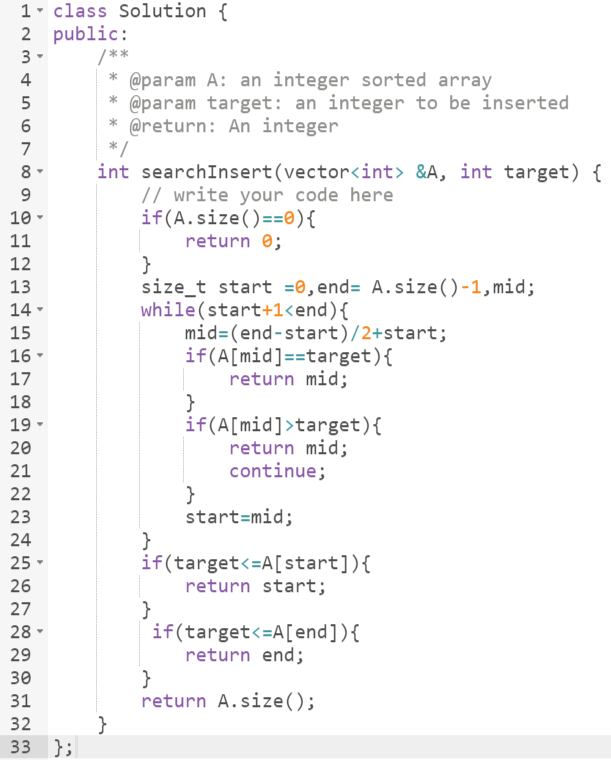 1 class Solution {
2 public:
3     /**
4      * @param A: an integer sorted array
5      * @param target: an integer to be inserted
6      * @return: An integer
7      */
8     int searchInsert(vector<int> &A, int target) {
9         // write your code here
10         if(A.size()==0){
11             return 0;
12         }
13         size_t start =0,end= A.size()-1,mid;
14         while(start+1<end){
15             mid=(end-start)/2+start;
16             if(A[mid]==target){
17                 return mid;
18             }
19             if(A[mid]>target){
20                 return mid;
21                 continue;
22             }
23             start=mid;
24         }
25         if(target<=A[start]){
26             return start;
27         }
28          if(target<=A[end]){
29             return end;
30         }
31         return A.size();
32     }
33 };